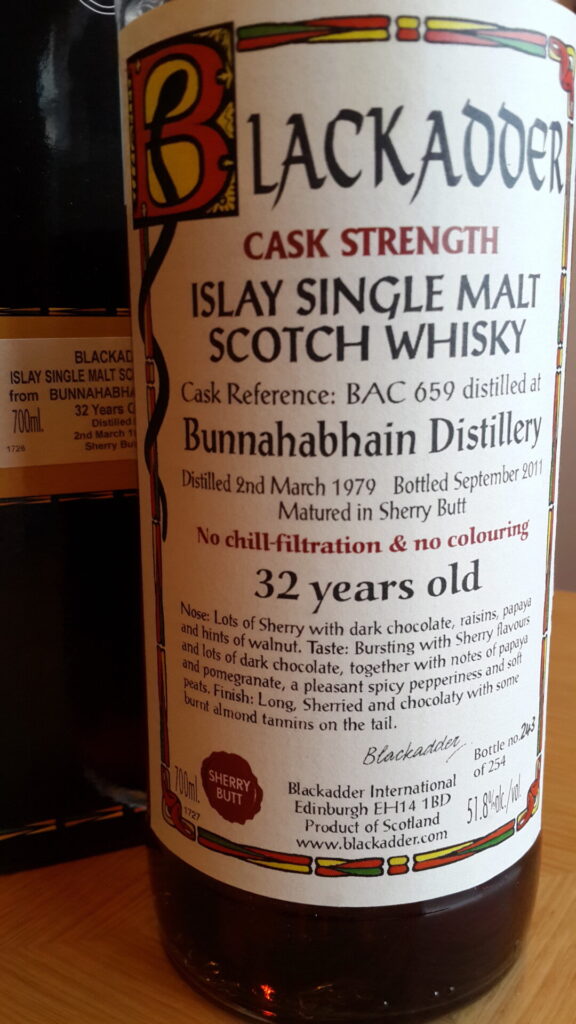 BLACKADDER
CASK STRENGTH
ISLAY SINGLE MALT
SCOTCH WHISKY
Cask Reference: BAC 659 distilled at
Bunnahabhain Distillery
Distilled 2nd March 1979 Bottled September 2011
Matured in Sherry Butt
No chill-filtration & no colouring
32 years old
Nose: Lots of Sherry with dark chocolate, raisins, papaya
and hints of walnut. Taste: Bursting with Sherry flavours
and lots of dark chocolate, together with notes of papaya
and pomegranate, a pleasant spicy pepperiness and soft
peats. Finish: Long, Sherried and chocolaty with some
burnt almond tannins on the tail.
Blackadder
Bottle no. 243
of 254
700ml.
1727
SHERRY
BUTT
Blackadder International
Edinburgh EH14 1BD
Product of Scotland
www.blackadder.com
51.8%alc./vol.
BLACKAD
ISLAY SINGLE MALT SC
from BUNNAHABHA
700ml.
32 Years
Distilled
2nd March 1
Sherry Bu
1726